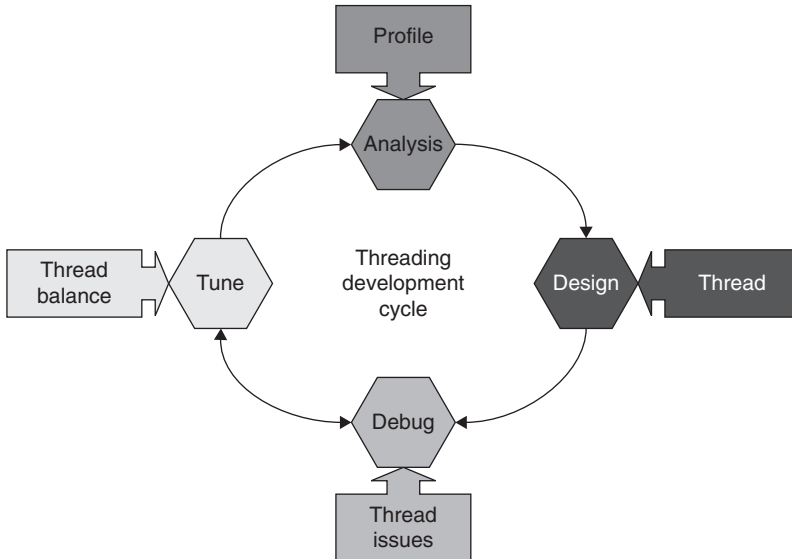 Profile
Analysis
Thread
balance
Tune
Threading
development
cycle
Design
Thread
Debug
Thread
issues